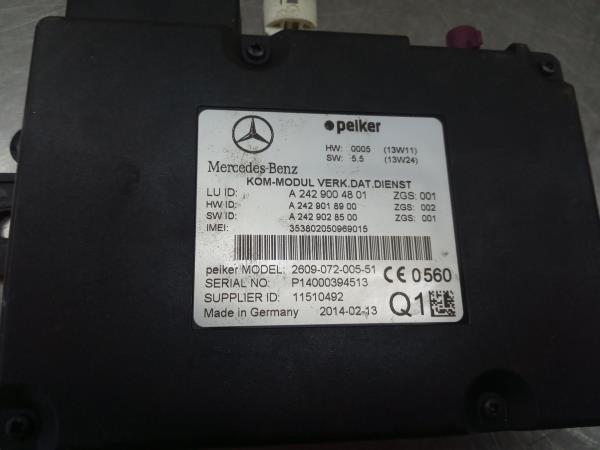 peiker
HW: 0005 (13W11)
SW: 5.5 (13W24)
Mercedes-Benz
KOM-MODUL VERK.DAT.DIENST
LU ID: A 242 900 48 01 ZGS: 001
HW ID: A 242 901 89 00 ZGS: 002
SW ID: A 242 902 85 00 ZGS: 001
IMEI: 353802050969015
peiker MODEL: 2609-072-005-51 CE 0560
SERIAL NO: P14000394513
SUPPLIER ID: 11510492 Q1
Made in Germany 2014-02-13